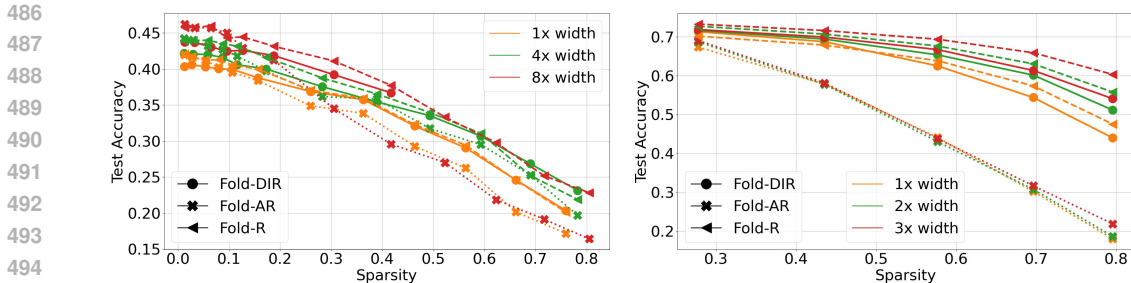 486
487
488
489
490
491
492
493
494
Test Accuracy
0.45
0.40
0.35
0.30
0.25
0.20
0.15
1x width
4x width
8x width
Fold-DIR
Fold-AR
Fold-R
0.0 0.1 0.2 0.3 0.4 0.5 0.6 0.7 0.8
Sparsity
Test Accuracy
0.7
0.6
0.5
0.4
0.3
0.2
Fold-DIR
Fold-AR
Fold-R
1x width
2x width
3x width
0.3 0.4 0.5 0.6 0.7 0.8
Sparsity